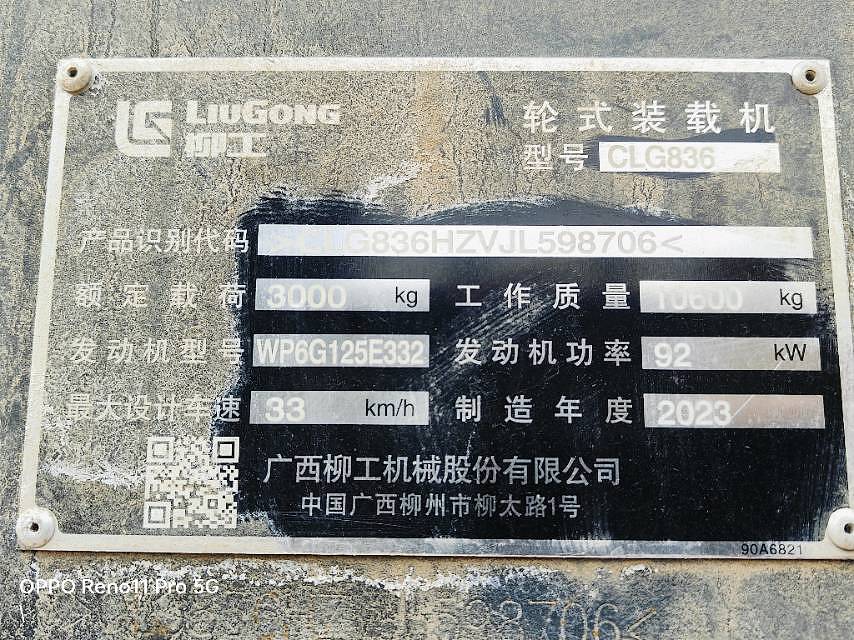 LIUGONG
柳工
轮式装载机
型号 CLG836
产品识别代码 CLG836HZVJL598706<
额定载荷 3000 kg 工作质量 10600 kg
发动机型号 WP6G125E332 发动机功率 92 kW
最大设计车速 33 km/h 制造年度 2023
广西柳工机械股份有限公司
中国广西柳州市柳太路1号
90A6821
OPPO Reno11 Pro 5G
98706<